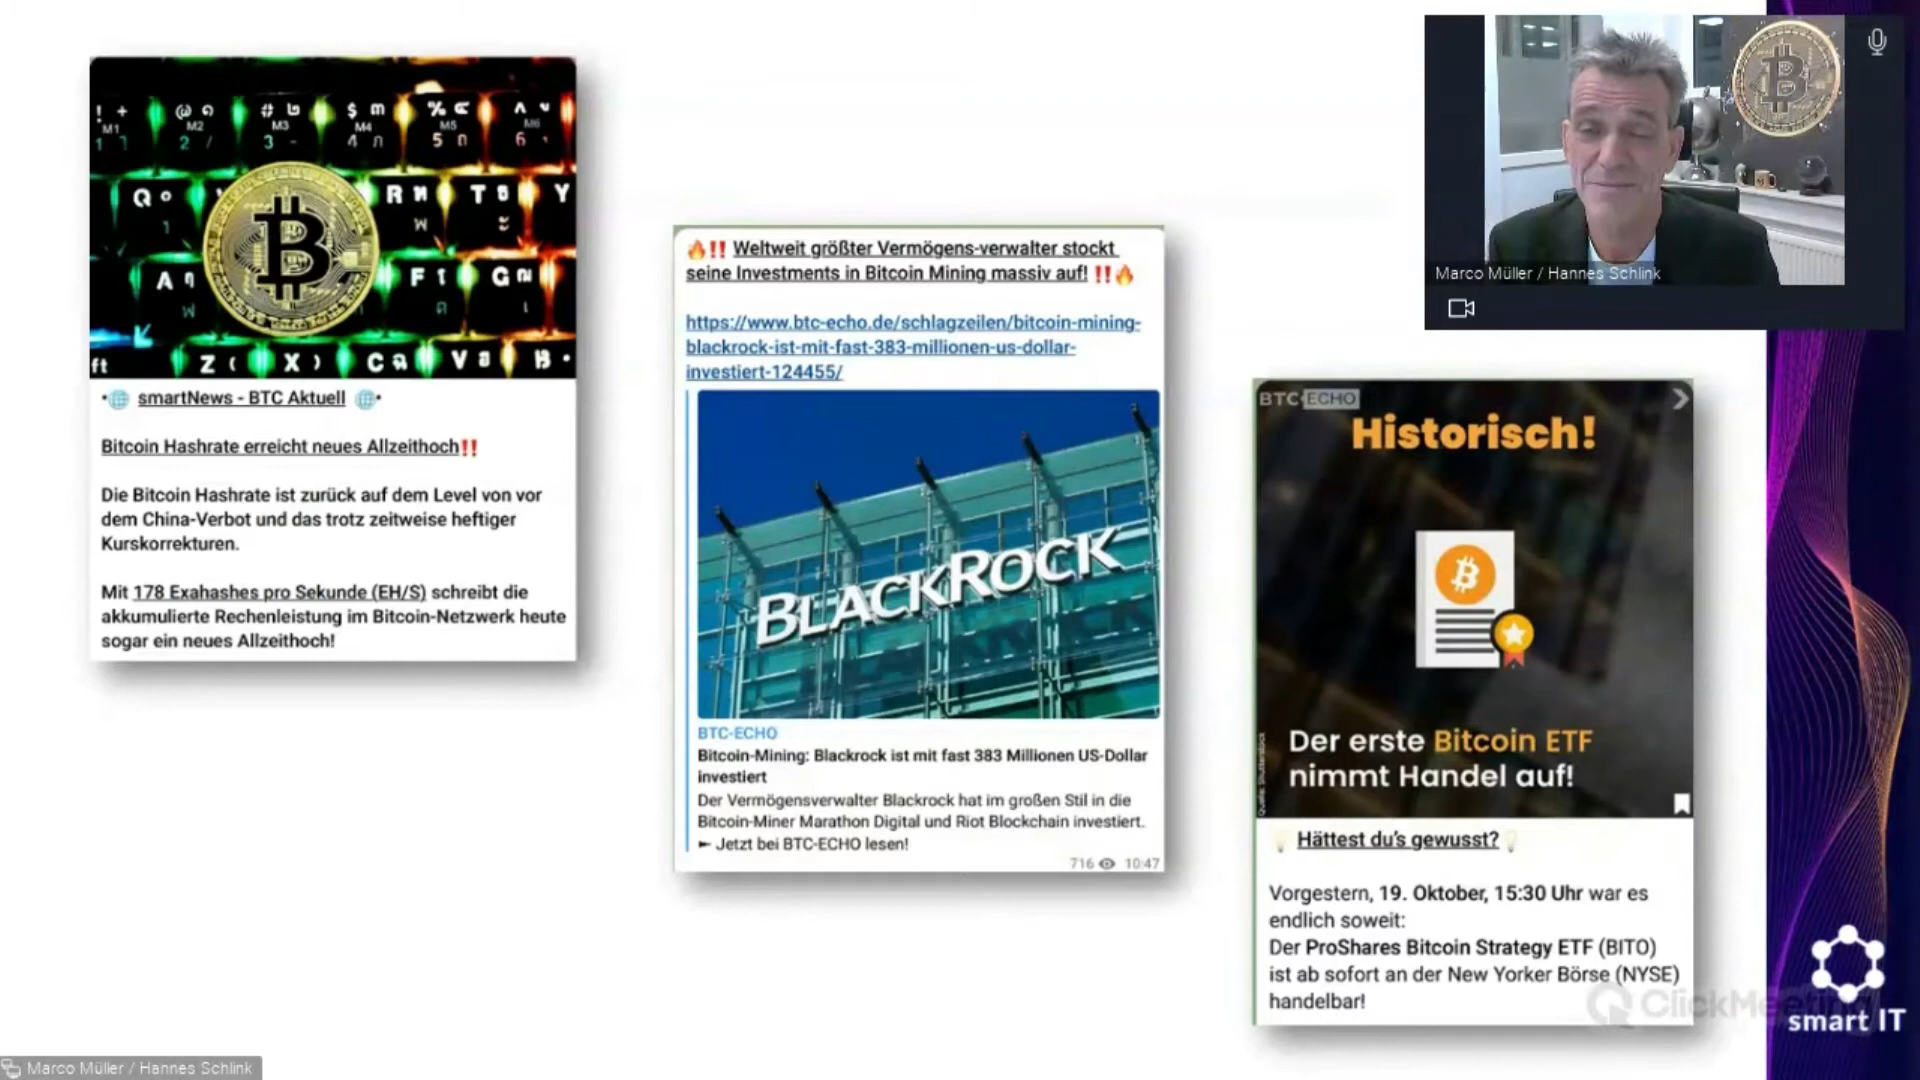 smartNews - BTC Aktuell
Bitcoin Hashrate erreicht neues Allzeithoch‼️
Die Bitcoin Hashrate ist zurück auf dem Level von vor
dem China-Verbot und das trotz zeitweise heftiger
Kurskorrekturen.
Mit 178 Exahashes pro Sekunde (EH/S) schreibt die
akkumulierte Rechenleistung im Bitcoin-Netzwerk heute
sogar ein neues Allzeithoch!
🔥‼️ Weltweit größter Vermögens-verwalter stockt
seine Investments in Bitcoin Mining massiv auf! ‼️🔥
https://www.btc-echo.de/schlagzeilen/bitcoin-mining-
blackrock-ist-mit-fast-383-millionen-us-dollar-
investiert-124455/
BLACKROCK
BTC-ECHO
Bitcoin-Mining: Blackrock ist mit fast 383 Millionen US-Dollar
investiert
Der Vermögensverwalter Blackrock hat im großen Stil in die
Bitcoin-Miner Marathon Digital und Riot Blockchain investiert.
► Jetzt bei BTC-ECHO lesen!
716 10:47
BTC-ECHO
Historisch!
Der erste Bitcoin ETF
nimmt Handel auf!
Hättest du's gewusst?
Vorgestern, 19. Oktober, 15:30 Uhr war es
endlich soweit:
Der ProShares Bitcoin Strategy ETF (BITO)
ist ab sofort an der New Yorker Börse (NYSE)
handelbar!
Marco Müller / Hannes Schlink
ClickMeeting
smart IT
Marco Müller / Hannes Schlink